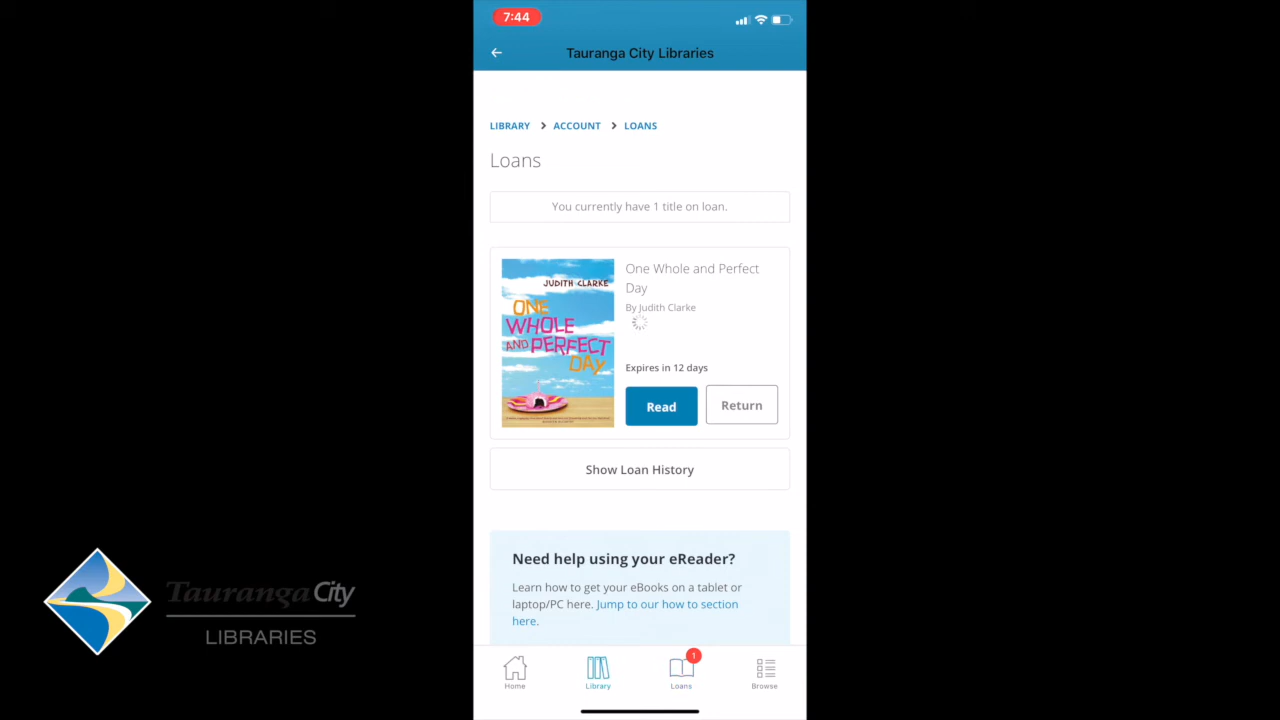 7:44
Tauranga City Libraries
LIBRARY > ACCOUNT > LOANS
Loans
You currently have 1 title on loan.
JUDITH CLARKE
ONE
WHOLE
AND PERFECT
DAY
One Whole and Perfect
Day
By Judith Clarke
Expires in 12 days
Read
Return
Show Loan History
Need help using your eReader?
Learn how to get your eBooks on a tablet or
laptop/PC here. Jump to our how to section
here.
1
Home
Library
Loans
Browse
Tauranga City
LIBRARIES